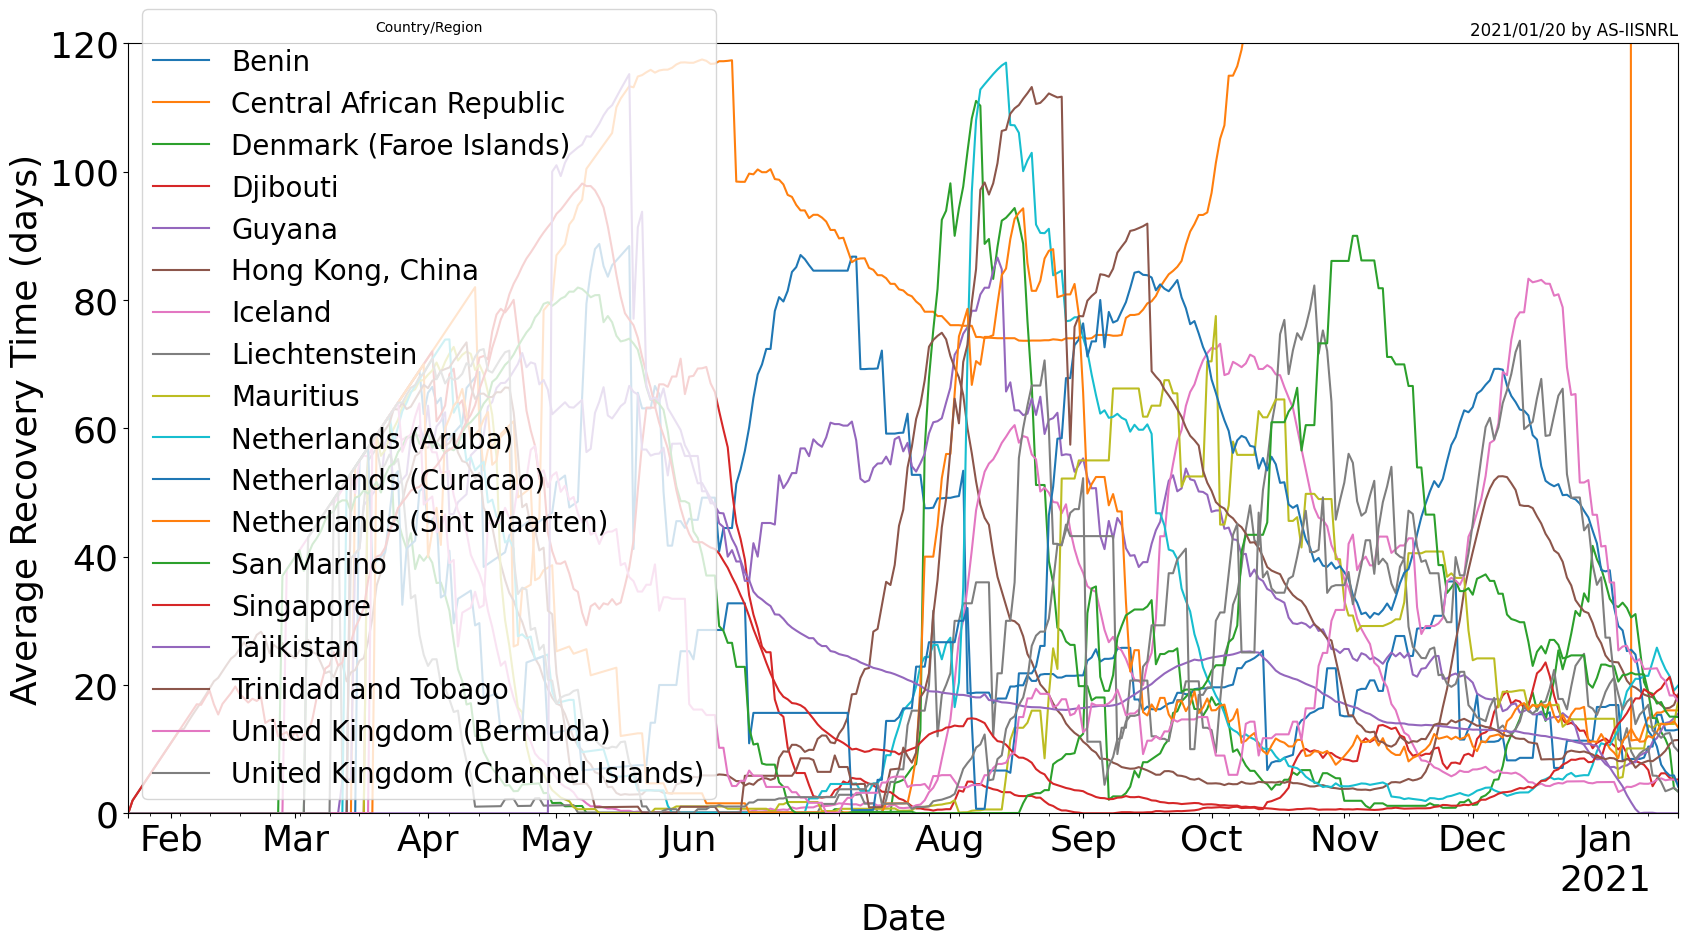 2021/01/20 by AS-IISNRL
Country/Region
Benin
Central African Republic
Denmark (Faroe Islands)
Djibouti
Guyana
Hong Kong, China
Iceland
Liechtenstein
Mauritius
Netherlands (Aruba)
Netherlands (Curacao)
Netherlands (Sint Maarten)
San Marino
Singapore
Tajikistan
Trinidad and Tobago
United Kingdom (Bermuda)
United Kingdom (Channel Islands)
Average Recovery Time (days)
120
100
80
60
40
20
0
Feb Mar Apr May Jun Jul Aug Sep Oct Nov Dec Jan
2021
Date